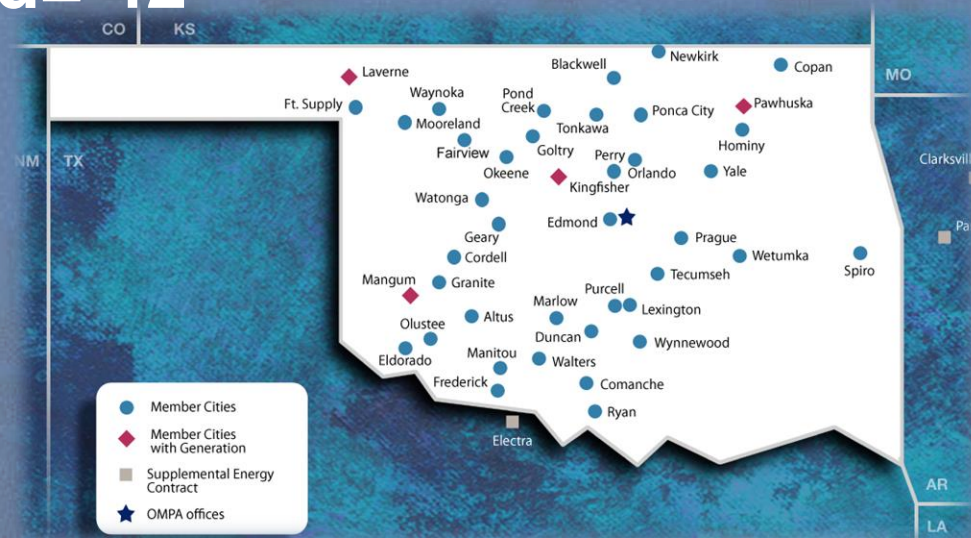 CO
KS
Newkirk
Blackwell
Copan
MO
Laverne
Waynoka
Pond
Creek
Ft. Supply
Mooreland
Tonkawa
Ponca City
Pawhuska
Hominy
Fairview
Goltry
Perry
Okeene
Orlando
Yale
Kingfisher
NM
TX
Watonga
Edmond
Geary
Prague
Cordell
Wetumka
Spiro
Mangum
Granite
Tecumseh
Purcell
Marlow
Lexington
Altus
Olustee
Duncan
Wynnewood
Eldorado
Manitou
Walters
Frederick
Comanche
Ryan
Electra
Member Cities
Member Cities
with Generation
Supplemental Energy
Contract
OMPA offices
AR
LA